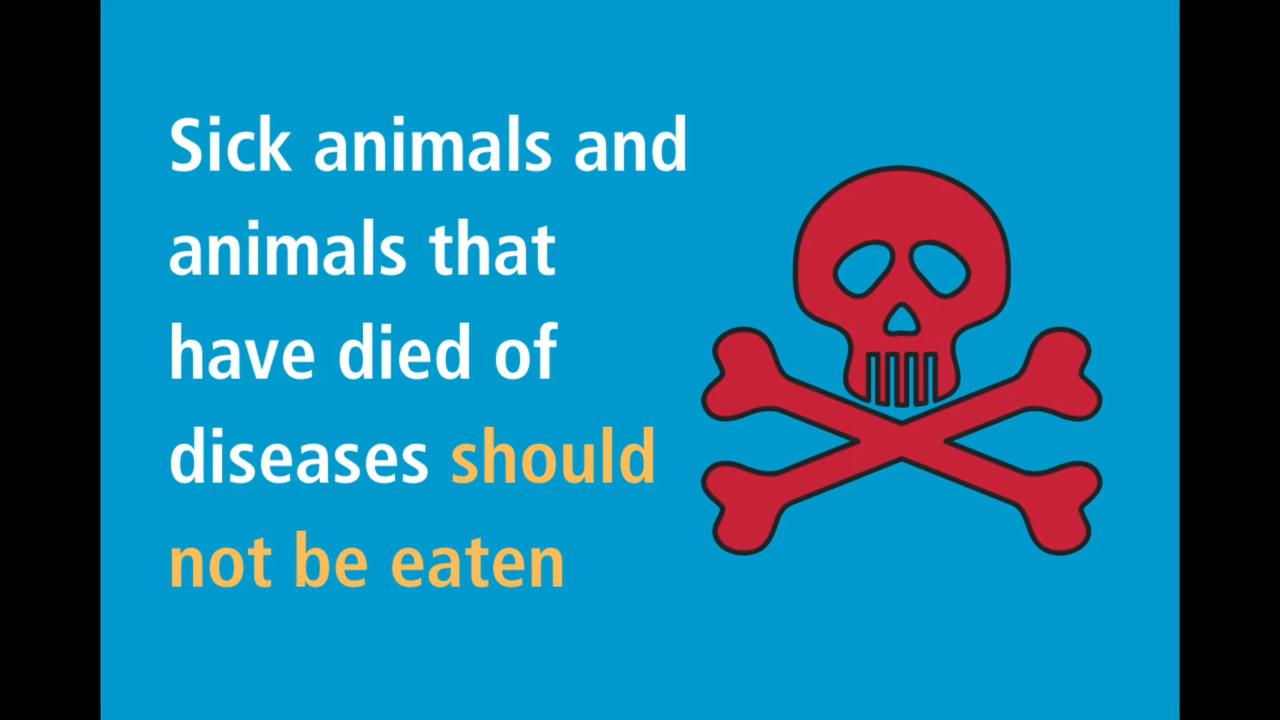 Sick animals and
animals that
have died of
diseases should
not be eaten